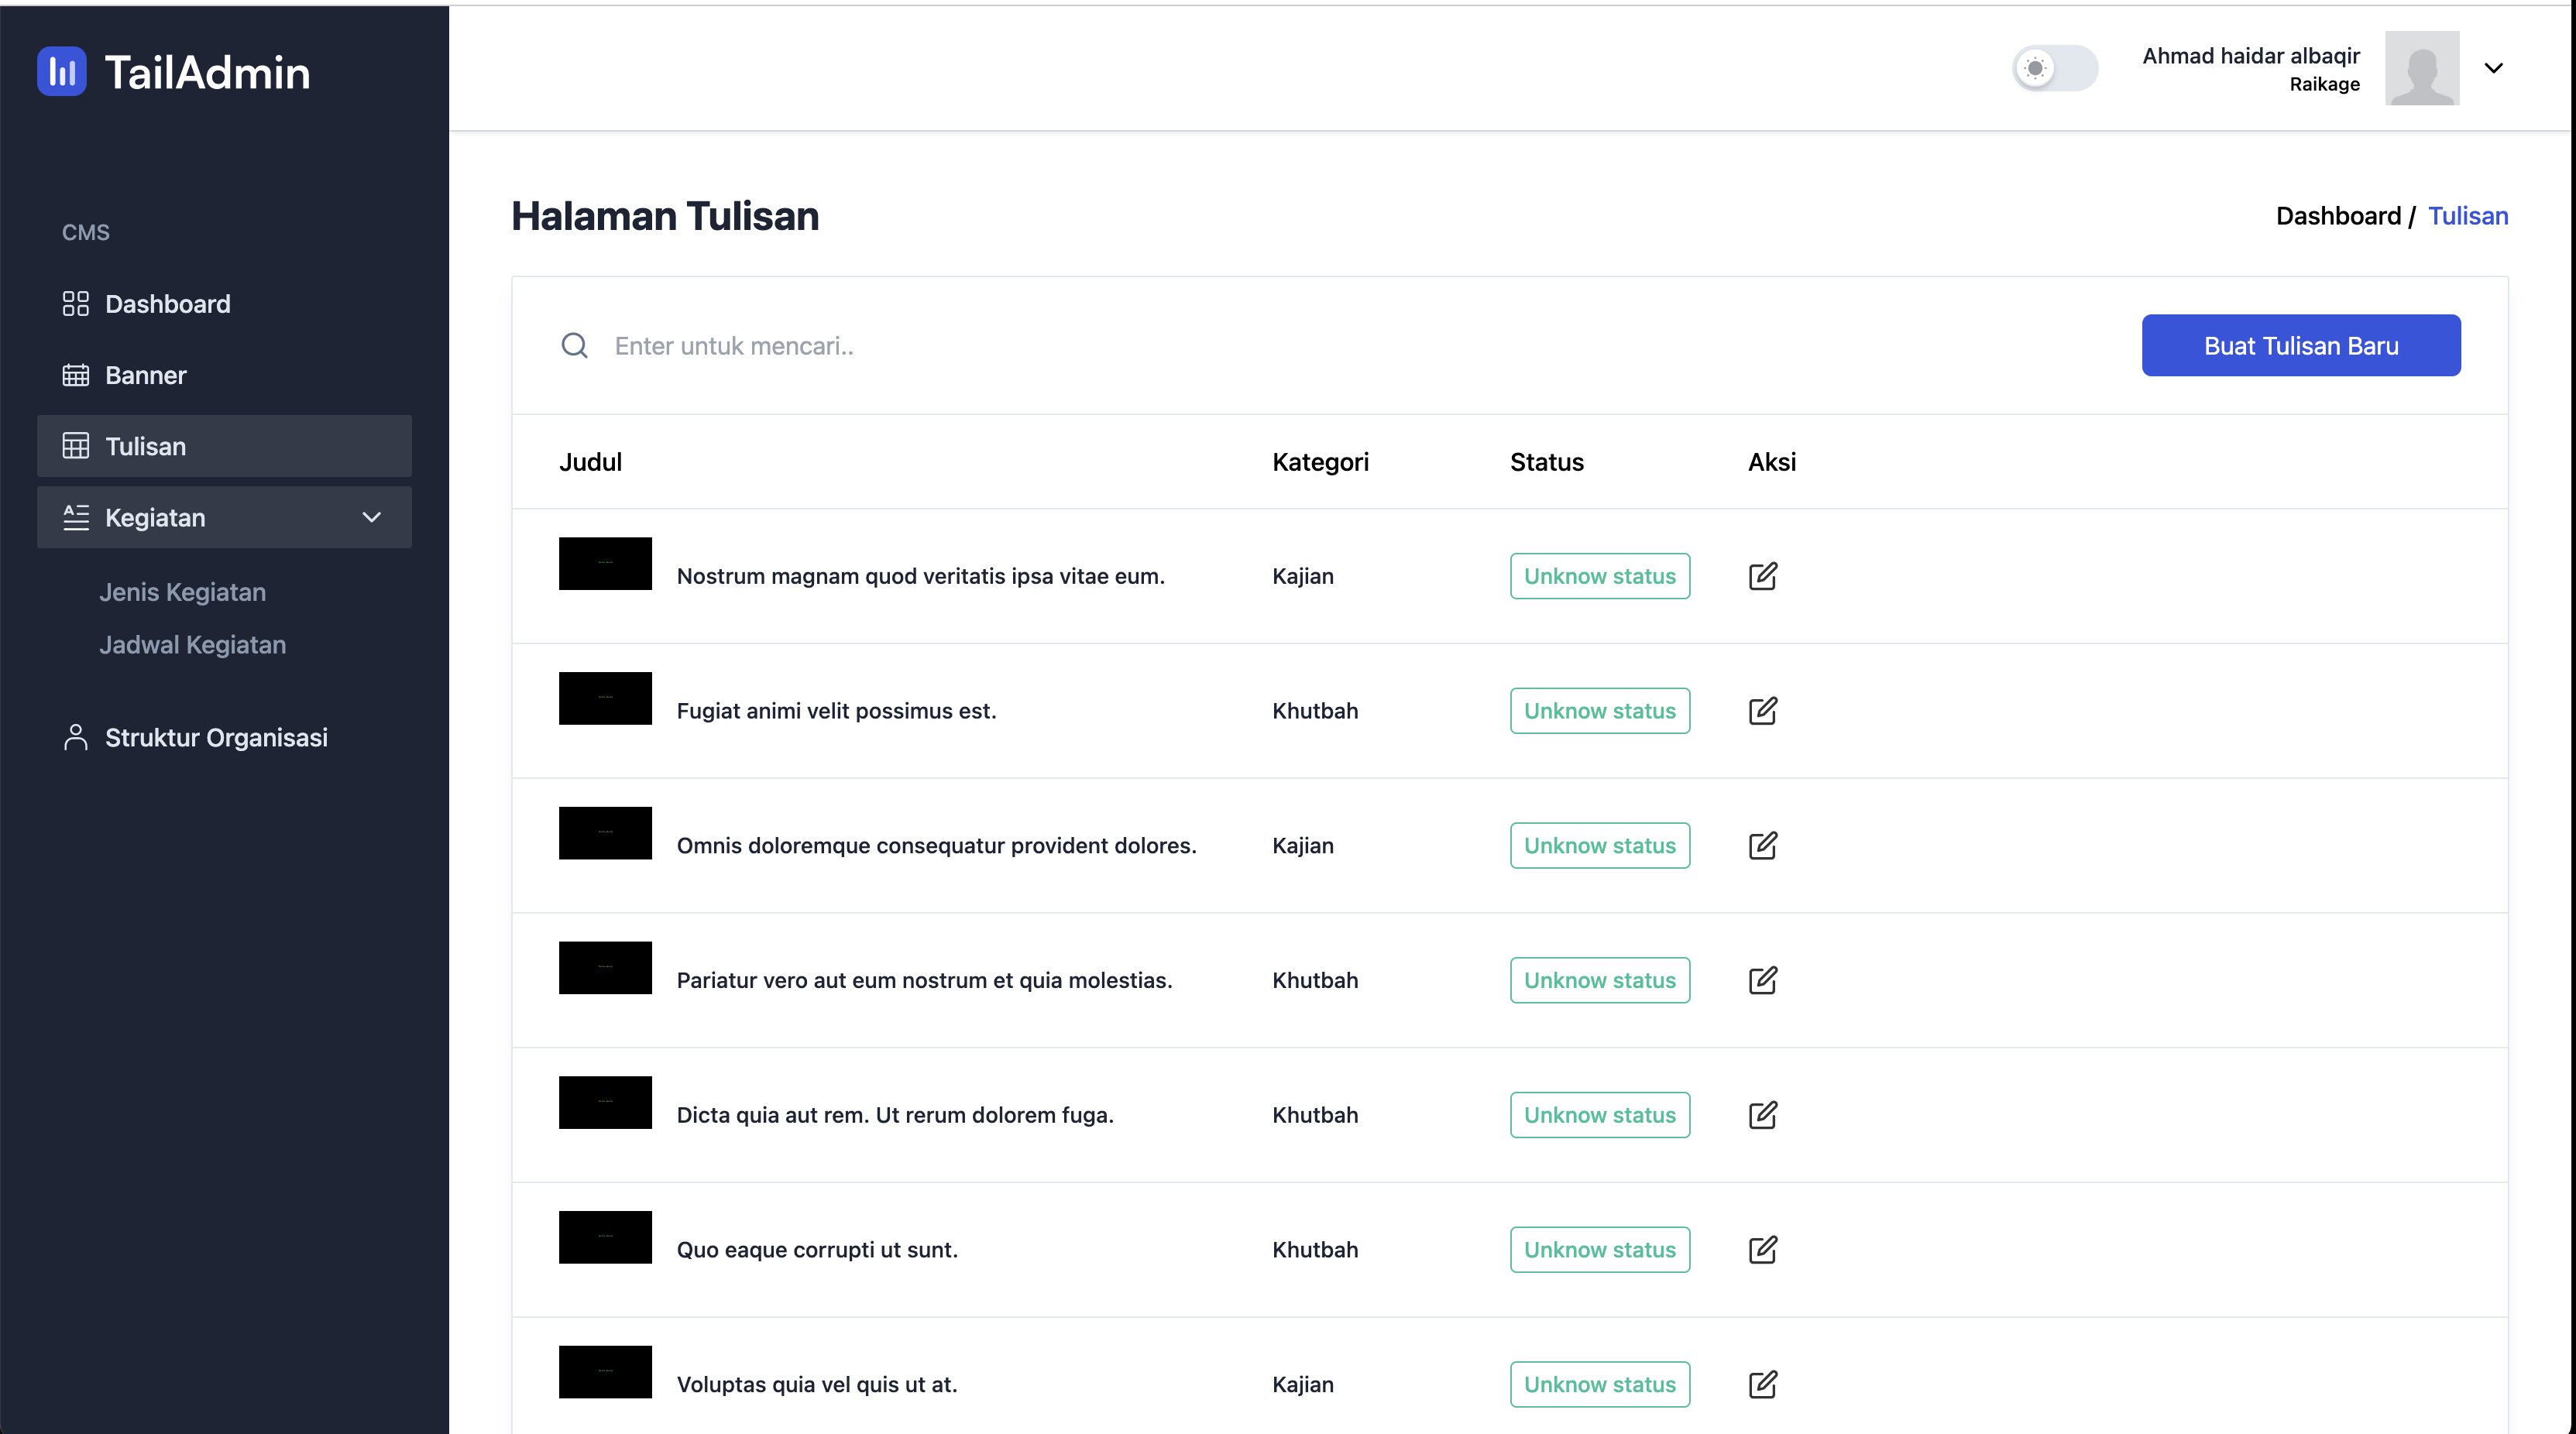 TailAdmin
Ahmad haidar albaqir
Raikage
CMS
Dashboard
Banner
Tulisan
Kegiatan
Jenis Kegiatan
Jadwal Kegiatan
Struktur Organisasi
Halaman Tulisan
Dashboard / Tulisan
Enter untuk mencari..
Buat Tulisan Baru
Judul Kategori Status Aksi
Nostrum magnam quod veritatis ipsa vitae eum. Kajian Unknow status
Fugiat animi velit possimus est. Khutbah Unknow status
Omnis doloremque consequatur provident dolores. Kajian Unknow status
Pariatur vero aut eum nostrum et quia molestias. Khutbah Unknow status
Dicta quia aut rem. Ut rerum dolorem fuga. Khutbah Unknow status
Quo eaque corrupti ut sunt. Khutbah Unknow status
Voluptas quia vel quis ut at. Kajian Unknow status